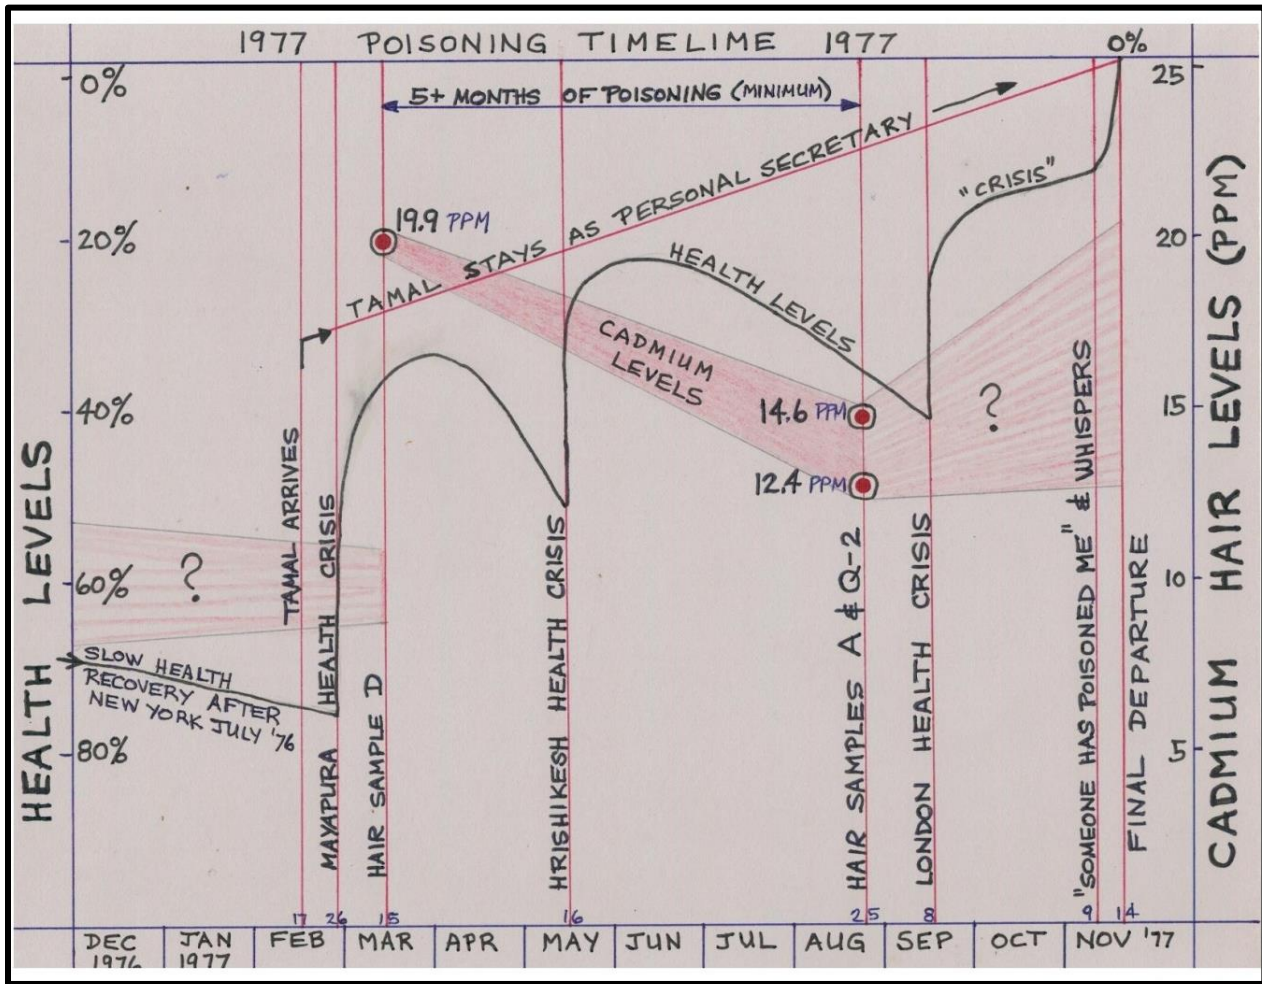 1977 POISONING TIMELIME 1977
0%
0%
20%
40%
60%
80%
HEALTH LEVELS
25
20
15
10
5
CADMIUM HAIR LEVELS (PPM)
5+ MONTHS OF POISONING (MINIMUM)
TAMAL STAYS AS PERSONAL SECRETARY
19.9 PPM
HEALTH LEVELS
"CRISIS"
CADMIUM
LEVELS
14.6 PPM
12.4 PPM
?
?
SLOW HEALTH
RECOVERY AFTER
NEW YORK JULY '76
TAMAL ARRIVES
MAYAPURA HEALTH CRISIS
HAIR SAMPLE D
HRISHIKESH HEALTH CRISIS
HAIR SAMPLES A & Q-2
LONDON HEALTH CRISIS
"SOMEONE HAS POISONED ME" & WHISPERS
FINAL DEPARTURE
17 26 15 16 25 8 9 14
DEC JAN FEB MAR APR MAY JUN JUL AUG SEP OCT NOV '77
1976 1977